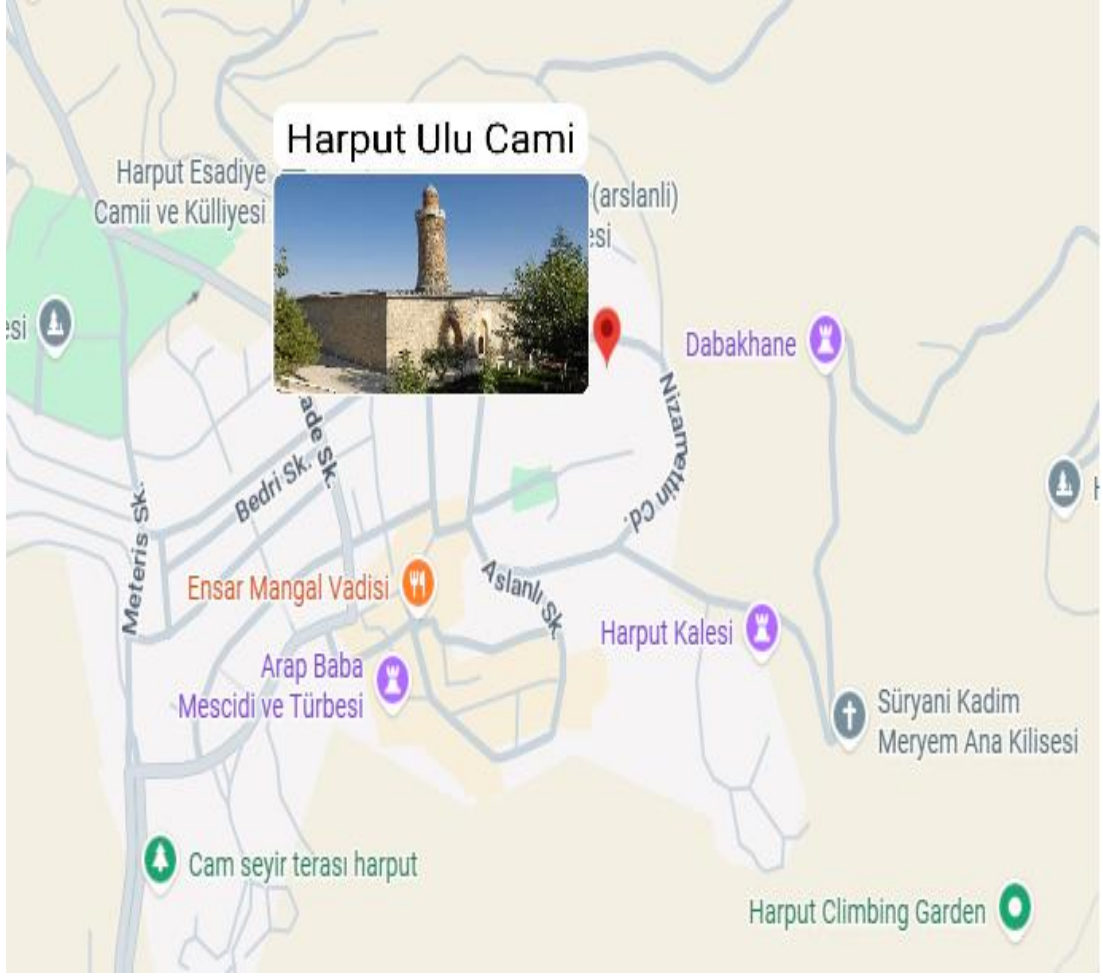 Harput Ulu Cami
Harput Esadiye
Camii ve Külliyesi
(arslanli)
esi
esi
Dabakhane
Nizamettin Cd.
ade Sk.
Bedri Sk.
Meteris Sk.
H
Ensar Mangal Vadisi
Aslanlı Sk.
Harput Kalesi
Arap Baba
Mescidi ve Türbesi
Süryani Kadim
Meryem Ana Kilisesi
Cam seyir terası harput
Harput Climbing Garden